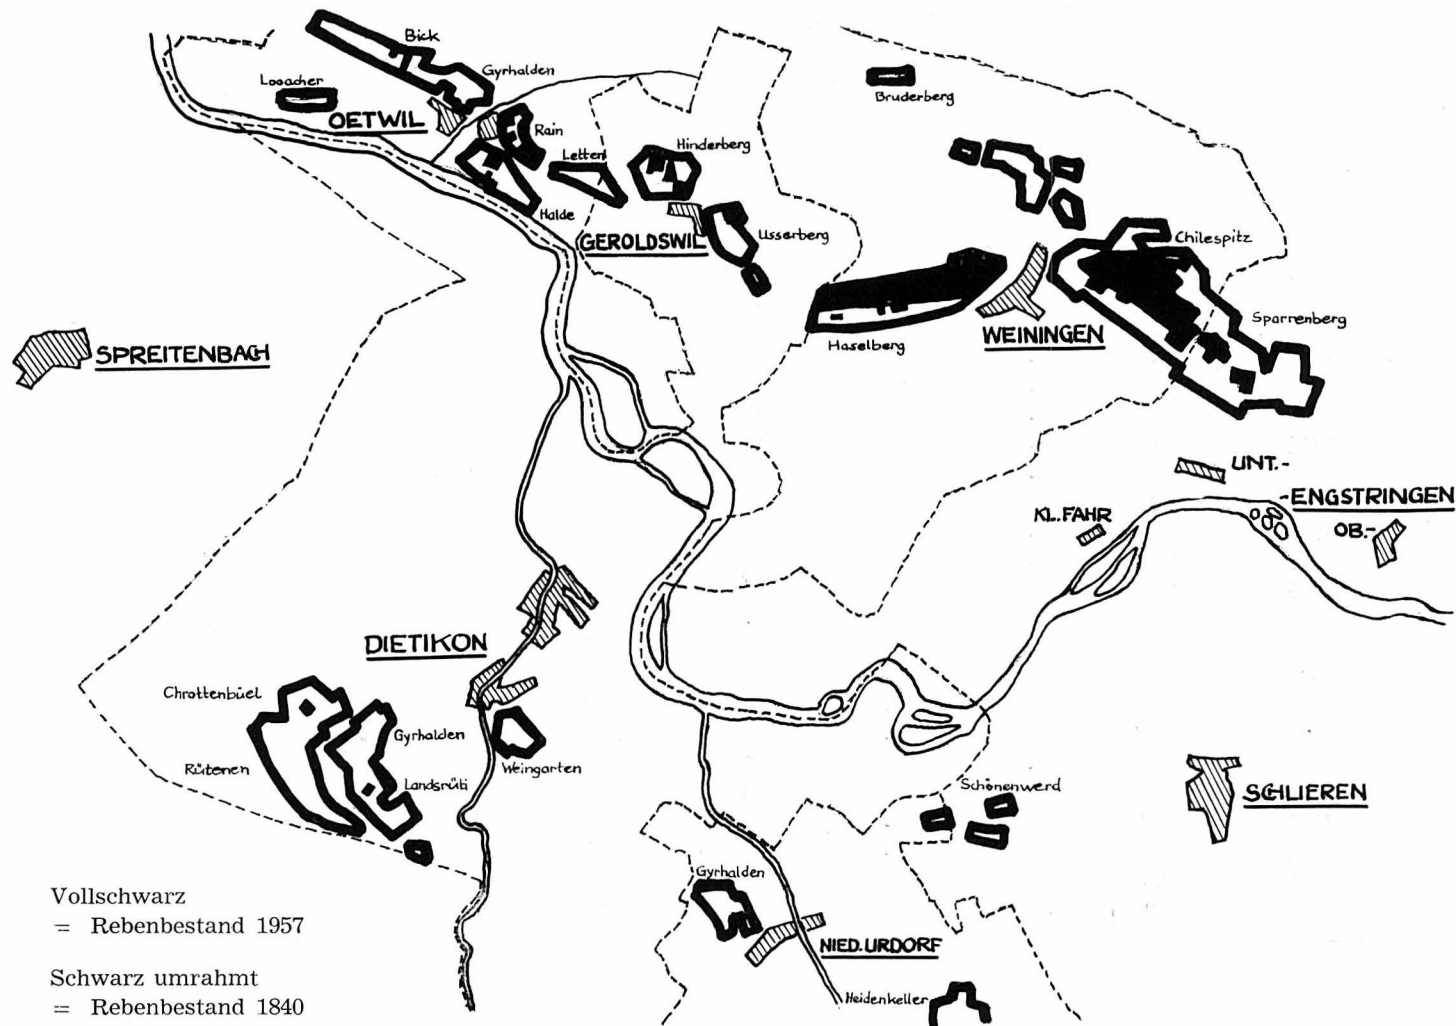 Bick
Gyrhalden
Looacher
OETWIL
Rain
Letten
Hinderberg
Bruderberg
Halde
GEROLDSWIL
Usserberg
Chilespitz
Sparrenberg
Haselberg
WEININGEN
SPREITENBACH
UNT.-
-ENGSTRINGEN
KL. FAHR
OB.-
DIETIKON
Chrottenbüel
Gyrhalden
Rütenen
Landsrüti
Weingarten
Schönenwerd
SCHLIEREN
Gyrhalden
NIED. URDORF
Heidenkeller
Vollschwarz
= Rebenbestand 1957
Schwarz umrahmt
= Rebenbestand 1840